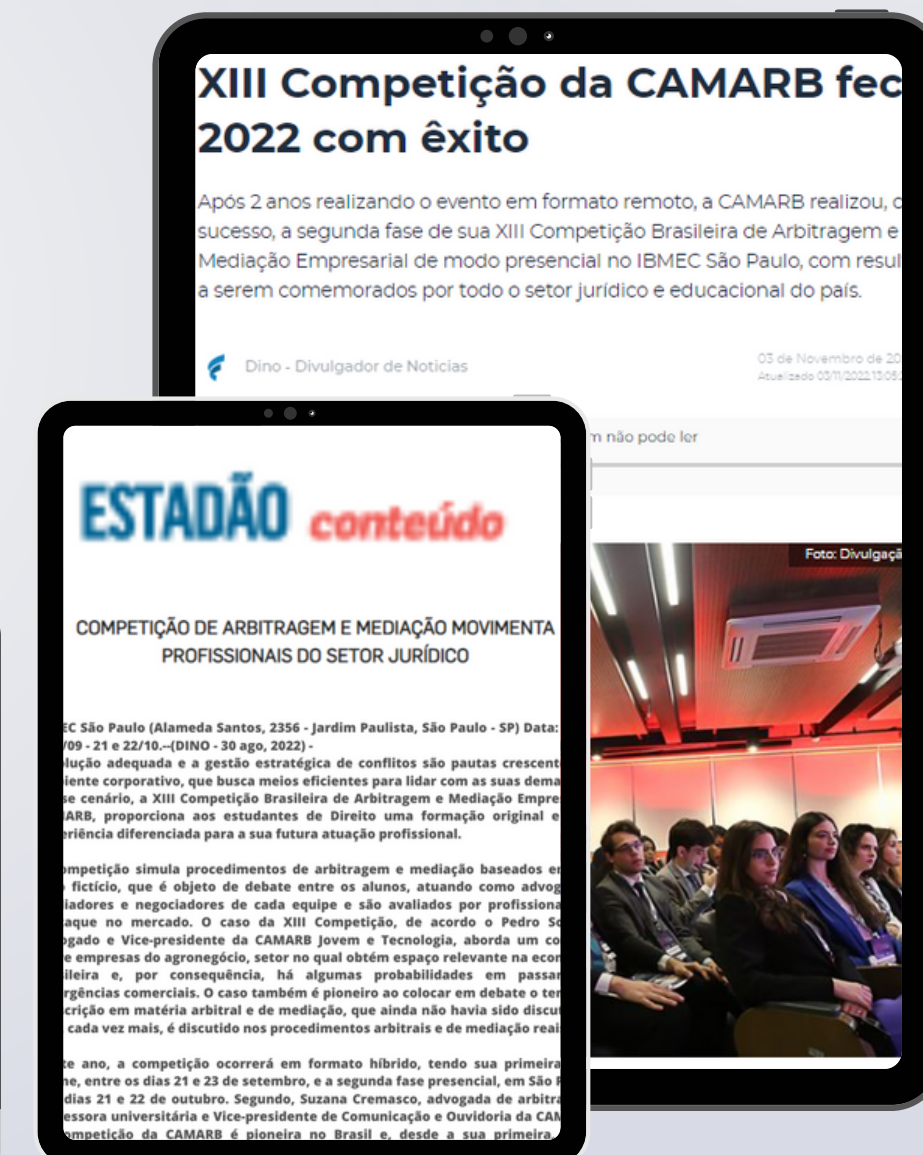 XIII Competição da CAMARB fec
2022 com êxito
Após 2 anos realizando o evento em formato remoto, a CAMARB realizou, c
sucesso, a segunda fase de sua XIII Competição Brasileira de Arbitragem e
Mediação Empresarial de modo presencial no IBMEC São Paulo, com resul
a serem comemorados por todo o setor jurídico e educacional do país.
Dino - Divulgador de Noticias
03 de Novembro de 20
Atualizado 03/11/2022 13:05:
m não pode ler
Foto: Divulgaçã
ESTADÃO conteúdo
COMPETIÇÃO DE ARBITRAGEM E MEDIAÇÃO MOVIMENTA
PROFISSIONAIS DO SETOR JURÍDICO
EC São Paulo (Alameda Santos, 2356 - Jardim Paulista, São Paulo - SP) Data:
/09 - 21 e 22/10.--(DINO - 30 ago, 2022) -
lução adequada e a gestão estratégica de conflitos são pautas crescent
iente corporativo, que busca meios eficientes para lidar com as suas dema
se cenário, a XIII Competição Brasileira de Arbitragem e Mediação Empre
ARB, proporciona aos estudantes de Direito uma formação original e
eriência diferenciada para a sua futura atuação profissional.
ompetição simula procedimentos de arbitragem e mediação baseados e
fictício, que é objeto de debate entre os alunos, atuando como advog
iadores e negociadores de cada equipe e são avaliados por profissiona
aque no mercado. O caso da XIII Competição, de acordo o Pedro So
ogado e Vice-presidente da CAMARB Jovem e Tecnologia, aborda um co
e empresas do agronegócio, setor no qual obtém espaço relevante na econ
sileira e, por consequência, há algumas probabilidades em passar
rgências comerciais. O caso também é pioneiro ao colocar em debate o te
crição em matéria arbitral e de mediação, que ainda não havia sido discu
cada vez mais, é discutido nos procedimentos arbitrais e de mediação reai
te ano, a competição ocorrerá em formato híbrido, tendo sua primeira
ne, entre os dias 21 e 23 de setembro, e a segunda fase presencial, em São P
dias 21 e 22 de outubro. Segundo, Suzana Cremasco, advogada de arbitra
essora universitária e Vice-presidente de Comunicação e Ouvidoria da CAM
ompetição da CAMARB é pioneira no Brasil e, desde a sua primeira,